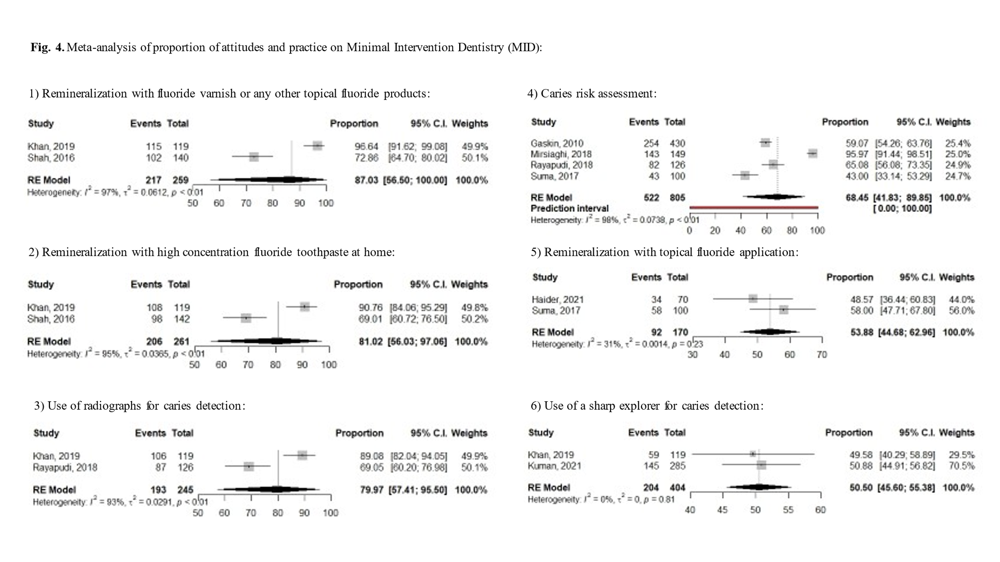 Fig. 4. Meta-analysis of proportion of attitudes and practice on Minimal Intervention Dentistry (MID):
1) Remineralization with fluoride varnish or any other topical fluoride products:
Study Events Total Proportion 95% C.I. Weights
Khan, 2019 115 119 96.64 [91.62; 99.08] 49.9%
Shah, 2016 102 140 72.86 [64.70; 80.02] 50.1%
RE Model 217 259 87.03 [56.50; 100.00] 100.0%
Heterogeneity: I² = 97%, τ² = 0.0612, p < 0.01
50 60 70 80 90 100
2) Remineralization with high concentration fluoride toothpaste at home:
Study Events Total Proportion 95% C.I. Weights
Khan, 2019 108 119 90.76 [84.06; 95.29] 49.8%
Shah, 2016 98 142 69.01 [60.72; 76.50] 50.2%
RE Model 206 261 81.02 [56.03; 97.06] 100.0%
Heterogeneity: I² = 95%, τ² = 0.0365, p < 0.01
50 60 70 80 90 100
3) Use of radiographs for caries detection:
Study Events Total Proportion 95% C.I. Weights
Khan, 2019 106 119 89.08 [82.04; 94.05] 49.9%
Rayapudi, 2018 87 126 69.05 [60.20; 76.98] 50.1%
RE Model 193 245 79.97 [57.41; 95.50] 100.0%
Heterogeneity: I² = 93%, τ² = 0.0291, p < 0.01
50 60 70 80 90 100
4) Caries risk assessment:
Study Events Total Proportion 95% C.I. Weights
Gaskin, 2010 254 430 59.07 [54.26; 63.76] 25.4%
Mirsiaghi, 2018 143 149 95.97 [91.44; 98.51] 25.0%
Rayapudi, 2018 82 126 65.08 [56.08; 73.35] 24.9%
Suma, 2017 43 100 43.00 [33.14; 53.29] 24.7%
RE Model 522 805 68.45 [41.83; 89.85] 100.0%
Prediction interval [ 0.00; 100.00]
Heterogeneity: I² = 98%, τ² = 0.0738, p < 0.01
0 20 40 60 80 100
5) Remineralization with topical fluoride application:
Study Events Total Proportion 95% C.I. Weights
Haider, 2021 34 70 48.57 [36.44; 60.83] 44.0%
Suma, 2017 58 100 58.00 [47.71; 67.80] 56.0%
RE Model 92 170 53.88 [44.68; 62.96] 100.0%
Heterogeneity: I² = 31%, τ² = 0.0014, p = 0.23
30 40 50 60 70
6) Use of a sharp explorer for caries detection:
Study Events Total Proportion 95% C.I. Weights
Khan, 2019 59 119 49.58 [40.29; 58.89] 29.5%
Kuman, 2021 145 285 50.88 [44.91; 56.82] 70.5%
RE Model 204 404 50.50 [45.60; 55.38] 100.0%
Heterogeneity: I² = 0%, τ² = 0, p = 0.81
40 45 50 55 60